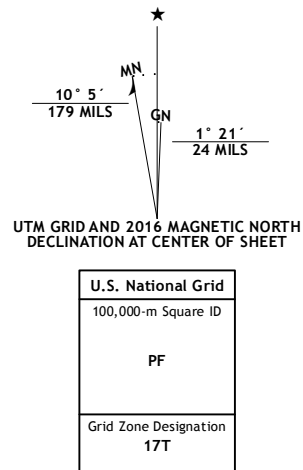 ★
MN
GN
10° 5´
179 MILS
1° 21´
24 MILS
UTM GRID AND 2016 MAGNETIC NORTH
DECLINATION AT CENTER OF SHEET
U.S. National Grid
100,000-m Square ID
PF
Grid Zone Designation
17T